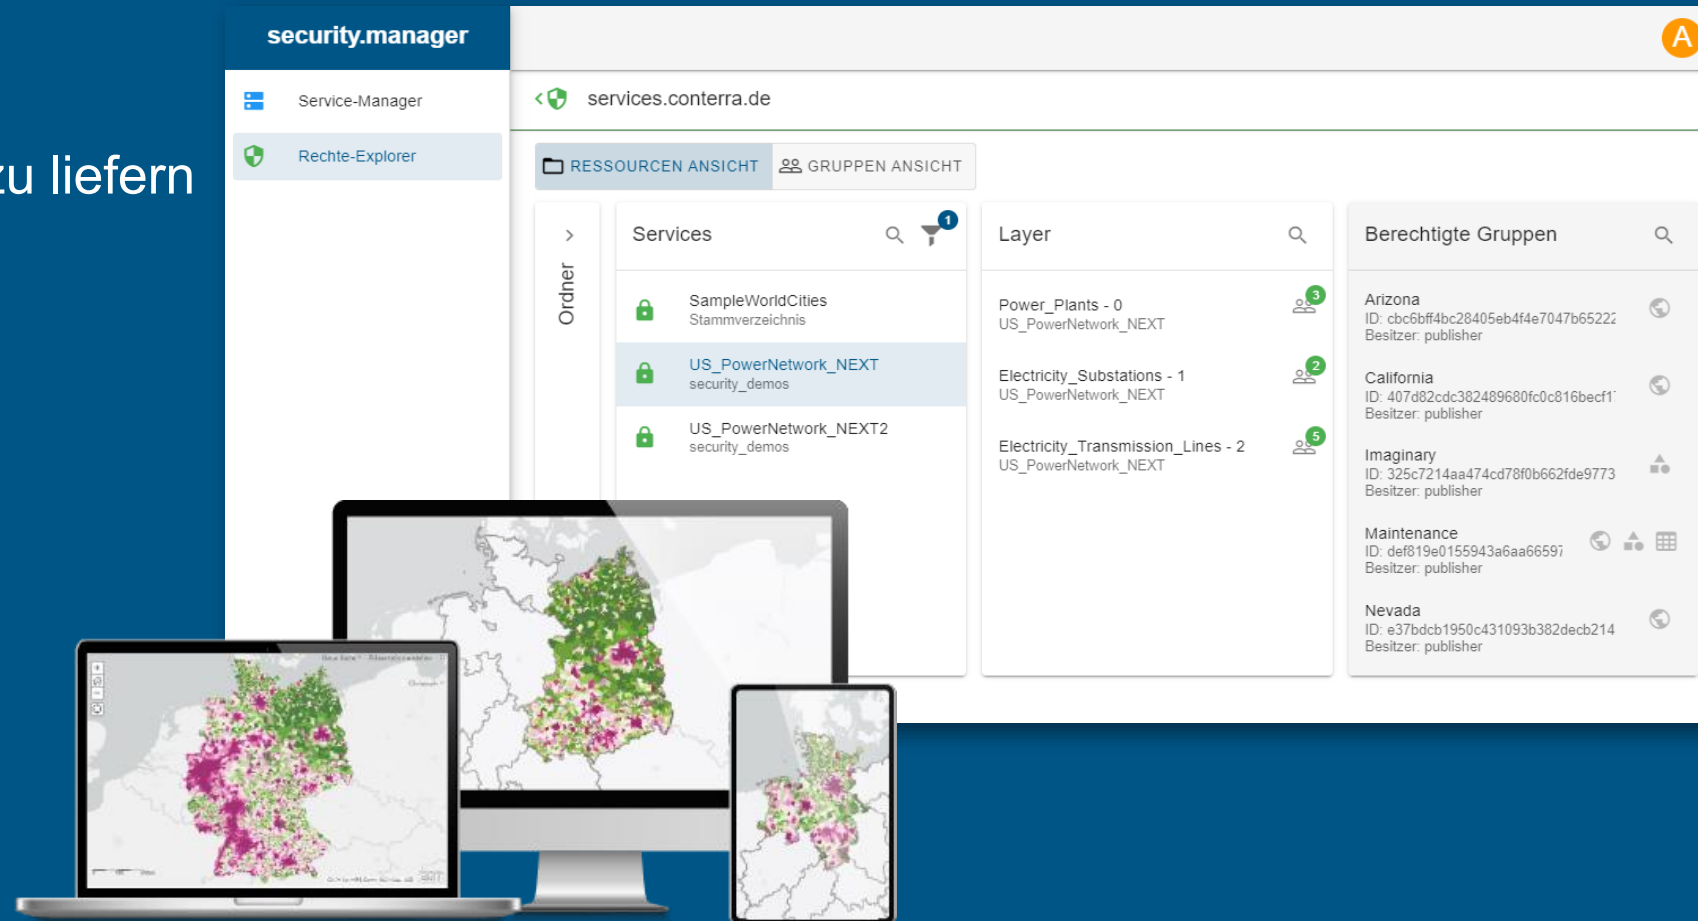 security.manager
A
Service-Manager
Rechte-Explorer
zu liefern
services.conterra.de
RESSOURCEN ANSICHT
GRUPPEN ANSICHT
Ordner
Services
1
SampleWorldCities
Stammverzeichnis
US_PowerNetwork_NEXT
security_demos
US_PowerNetwork_NEXT2
security_demos
Layer
Power_Plants - 0
US_PowerNetwork_NEXT
3
Electricity_Substations - 1
US_PowerNetwork_NEXT
2
Electricity_Transmission_Lines - 2
US_PowerNetwork_NEXT
5
Berechtigte Gruppen
Arizona
ID: cbc6bff4bc28405eb4f4e7047b65222
Besitzer: publisher
California
ID: 407d82cdc382489680fc0c816becf1
Besitzer: publisher
Imaginary
ID: 325c7214aa474cd78f0b662fde9773
Besitzer: publisher
Maintenance
ID: def819e0155943a6aa66597
Besitzer: publisher
Nevada
ID: e37bdcb1950c431093b382decb214
Besitzer: publisher